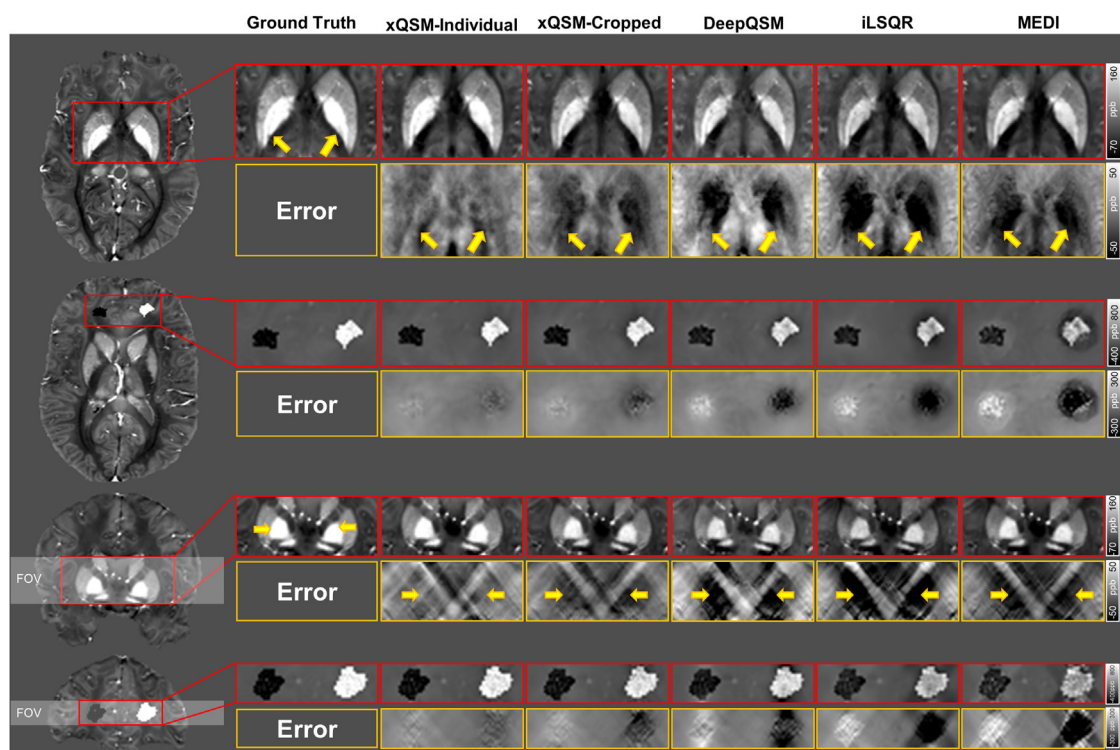 Ground Truth xQSM-Individual xQSM-Cropped DeepQSM iLSQR MEDI
160
ppb
-70
Error
50
ppb
-50
800
ppb
-400
Error
300
ppb
-300
160
ppb
-70
FOV
Error
50
ppb
-50
FOV
Error